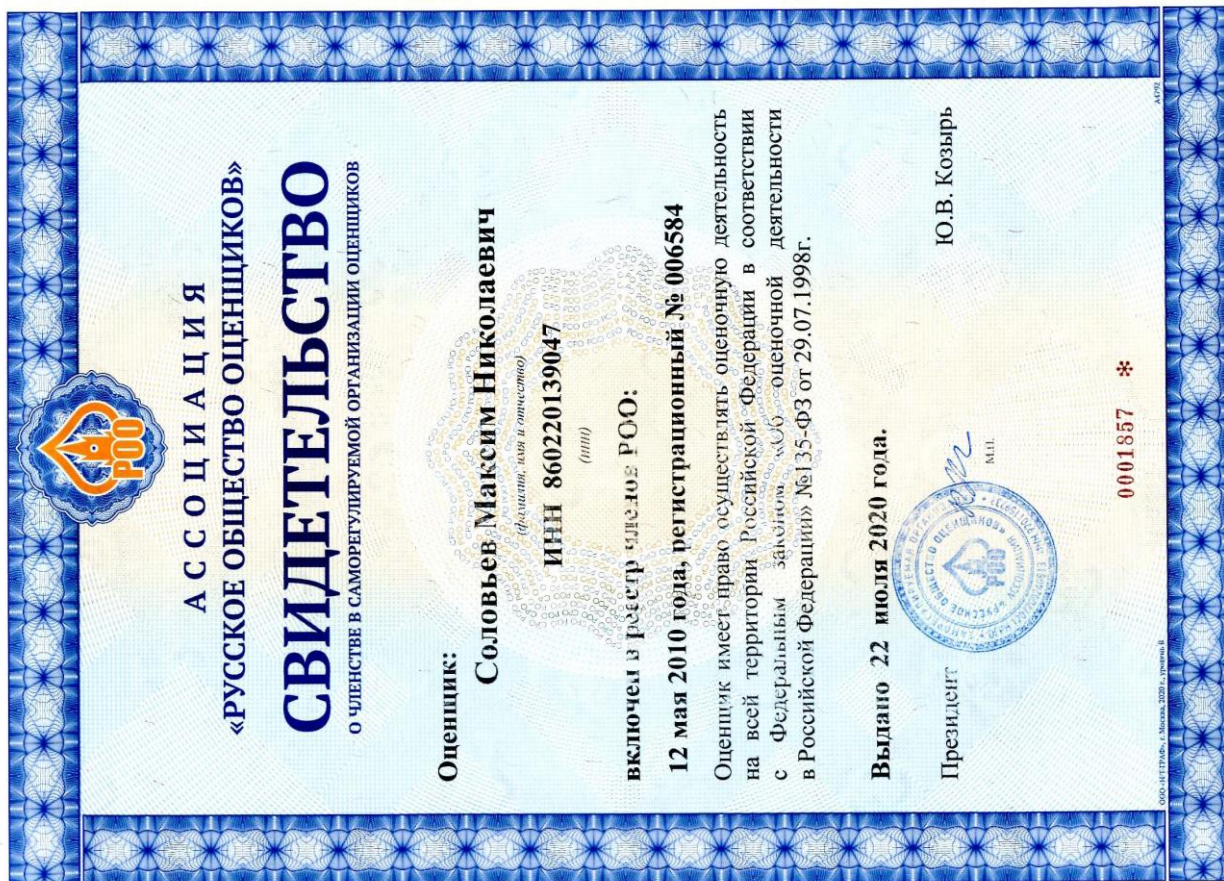 РОО
АССОЦИАЦИЯ
«РУССКОЕ ОБЩЕСТВО ОЦЕНЩИКОВ»
СВИДЕТЕЛЬСТВО
О ЧЛЕНСТВЕ В САМОРЕГУЛИРУЕМОЙ ОРГАНИЗАЦИИ ОЦЕНЩИКОВ
Оценщик:
Соловьев Максим Николаевич
(фамилия, имя и отчество)
ИНН 860220139047
(инн)
включен в реестр членов РОО:
12 мая 2010 года, регистрационный № 006584
Оценщик имеет право осуществлять оценочную деятельность
на всей территории Российской Федерации в соответствии
с Федеральным законом «Об оценочной деятельности
в Российской Федерации» №135-ФЗ от 29.07.1998г.
Выдано 22 июля 2020 года.
Президент
Ю.В. Козырь
М.П.
РОО
0001857 *
А4792